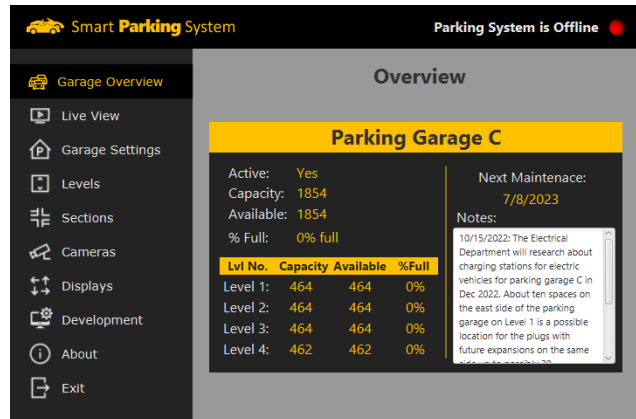 Smart Parking System
Parking System is Offline
Garage Overview
Live View
Garage Settings
Levels
Sections
Cameras
Displays
Development
About
Exit
Overview
Parking Garage C
Active: Yes
Capacity: 1854
Available: 1854
% Full: 0% full
Lvl No. Capacity Available %Full
Level 1: 464 464 0%
Level 2: 464 464 0%
Level 3: 464 464 0%
Level 4: 462 462 0%
Next Maintenace:
7/8/2023
Notes:
10/15/2022: The Electrical
Department will research about
charging stations for electric
vehicles for parking garage C in
Dec 2022. About ten spaces on
the east side of the parking
garage on Level 1 is a possible
location for the plugs with
future expansions on the same
side up to possibly 20